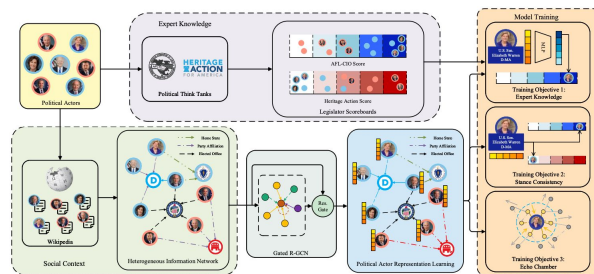 Expert Knowledge
Model Training
Political Actors
HERITAGE
ACTION
FOR AMERICA
Political Think Tanks
AFL-CIO Score
Heritage Action Score
Legislator Scoreboards
U.S. Sen.
Elizabeth Warren
D-MA
MLP
Training Objective 1:
Expert Knowledge
U.S. Sen.
Elizabeth Warren
D-MA
Training Objective 2:
Stance Consistency
Training Objective 3:
Echo Chamber
Wikipedia
Social Context
Home State
Party Affiliation
Elected Office
D
Heterogeneous Information Network
Res.
Gate
Gated R-GCN
Home State
Party Affiliation
Elected Office
D
Political Actor Representation Learning